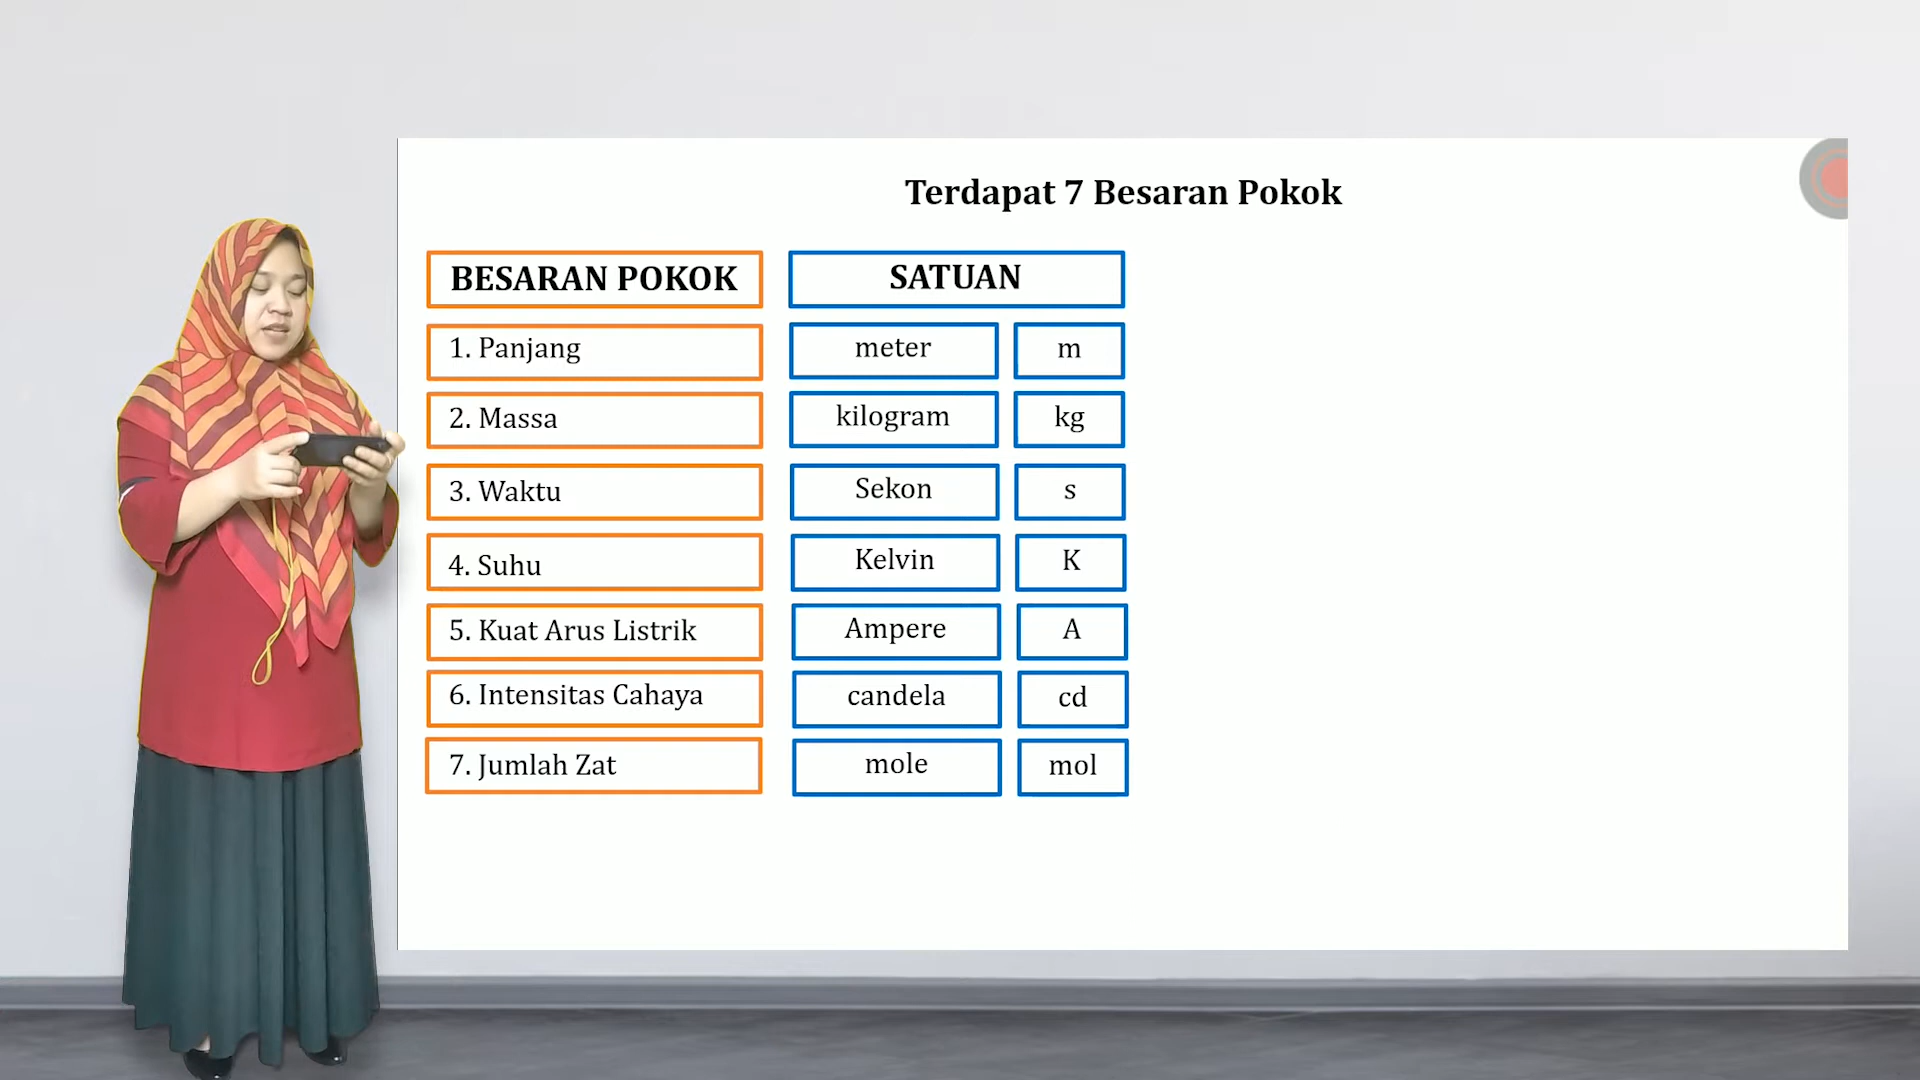 Terdapat 7 Besaran Pokok
BESARAN POKOK SATUAN
1. Panjang meter m
2. Massa kilogram kg
3. Waktu Sekon s
4. Suhu Kelvin K
5. Kuat Arus Listrik Ampere A
6. Intensitas Cahaya candela cd
7. Jumlah Zat mole mol